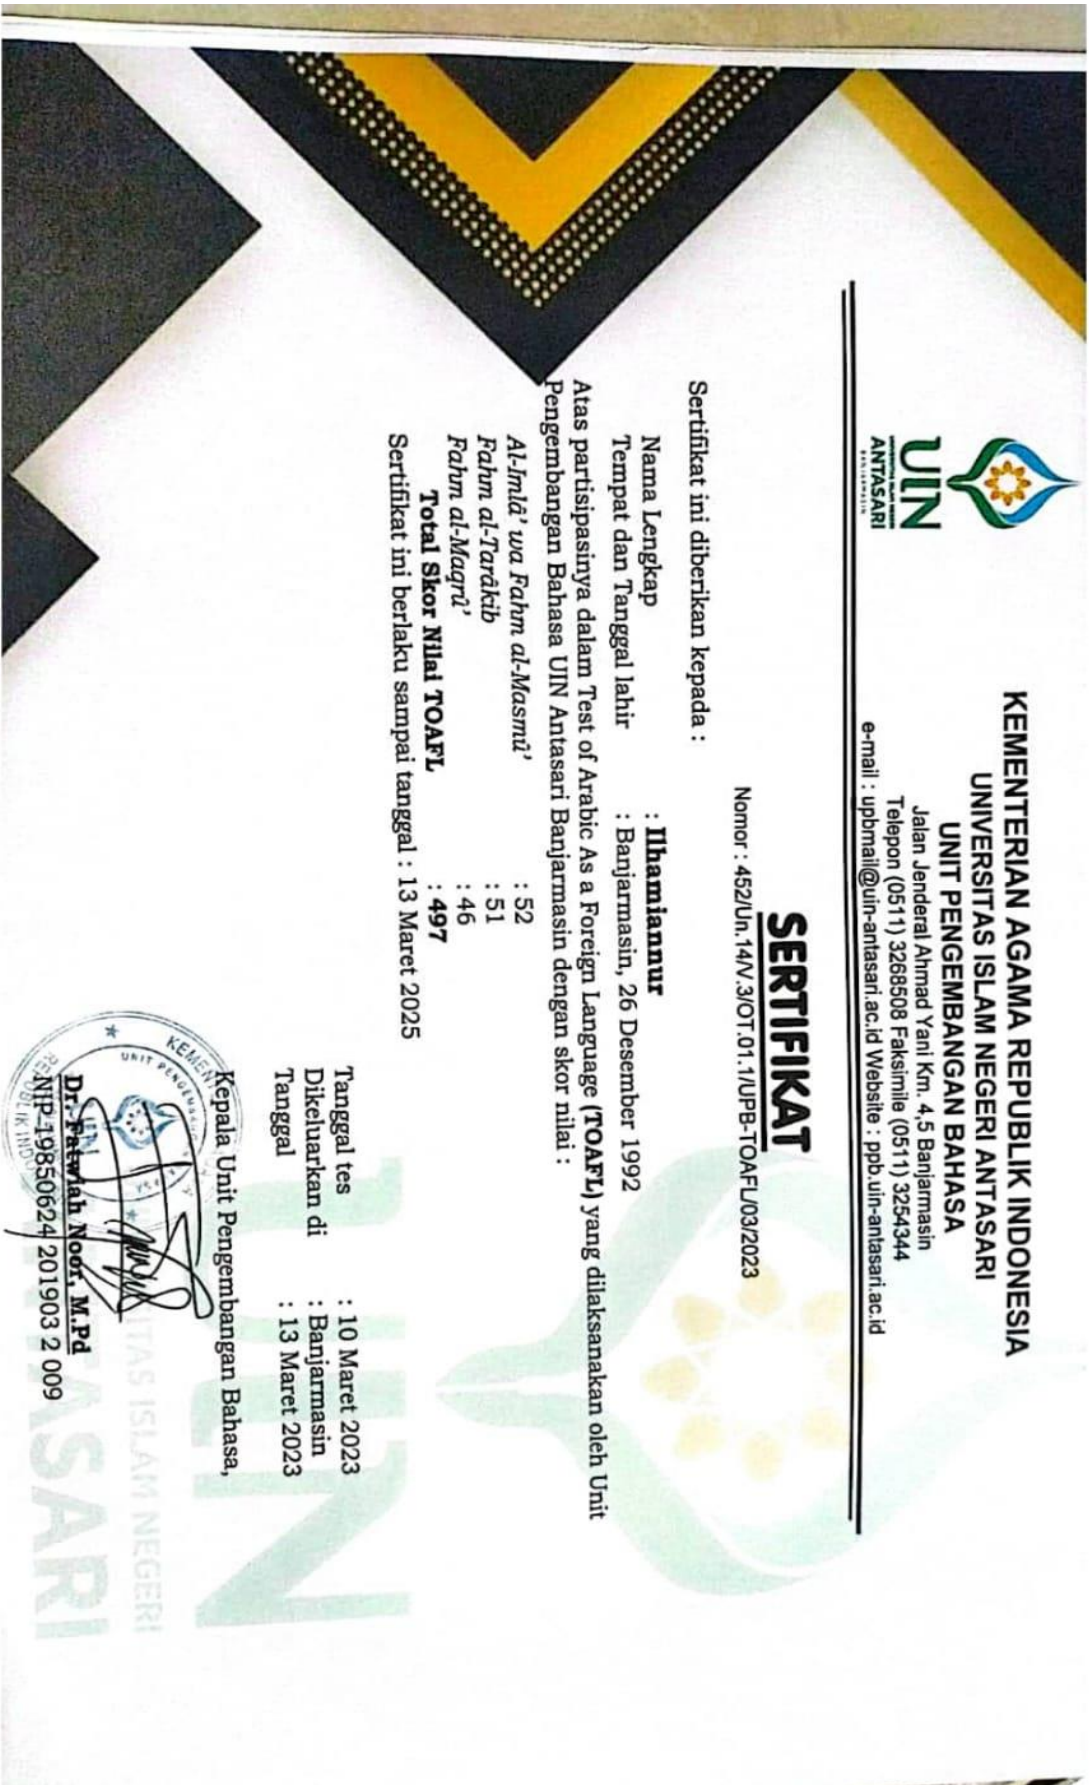 UIN
ANTASARI
BANJARMASIN
KEMENTERIAN AGAMA REPUBLIK INDONESIA
UNIVERSITAS ISLAM NEGERI ANTASARI
UNIT PENGEMBANGAN BAHASA
Jalan Jenderal Ahmad Yani Km. 4,5 Banjarmasin
Telepon (0511) 3268508 Faksimile (0511) 3254344
e-mail : upbmail@uin-antasari.ac.id Website : ppb.uin-antasari.ac.id
SERTIFIKAT
Nomor : 452/Un.14/V.3/OT.01.1/UPB-TOAFL/03/2023
Sertifikat ini diberikan kepada :
Nama Lengkap : Ilhamiannur
Tempat dan Tanggal lahir : Banjarmasin, 26 Desember 1992
Atas partisipasinya dalam Test of Arabic As a Foreign Language (TOAFL) yang dilaksanakan oleh Unit
Pengembangan Bahasa UIN Antasari Banjarmasin dengan skor nilai :
Al-Imlâ' wa Fahm al-Masmû' : 52
Fahm al-Tarâkib : 51
Fahm al-Maqrû' : 46
Total Skor Nilai TOAFL : 497
Sertifikat ini berlaku sampai tanggal : 13 Maret 2025
Tanggal tes : 10 Maret 2023
Dikeluarkan di : Banjarmasin
Tanggal : 13 Maret 2023
Kepala Unit Pengembangan Bahasa,
Dr. Fatwiah Noor, M.Pd
NIP 19850624 201903 2 009
UIN
ITAS ISLAM NEGERI
ANTASARI